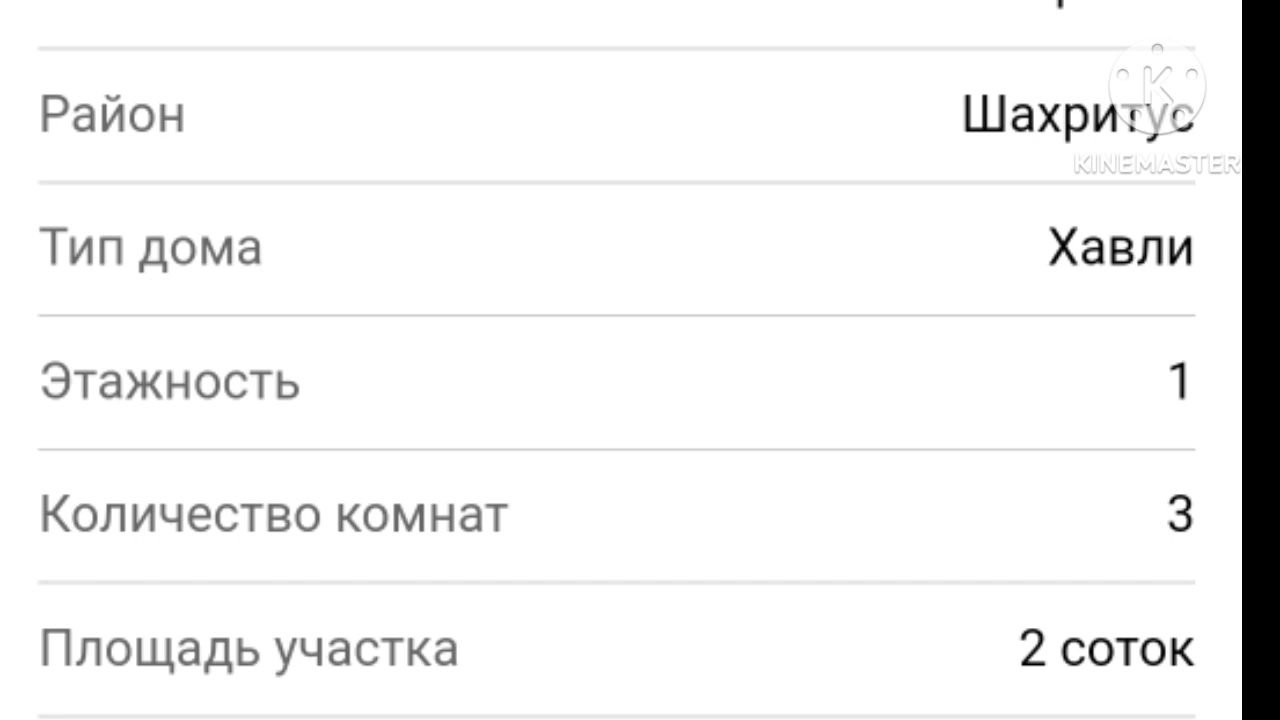 Район Шахритус
KINEMASTER
Тип дома Хавли
Этажность 1
Количество комнат 3
Площадь участка 2 соток